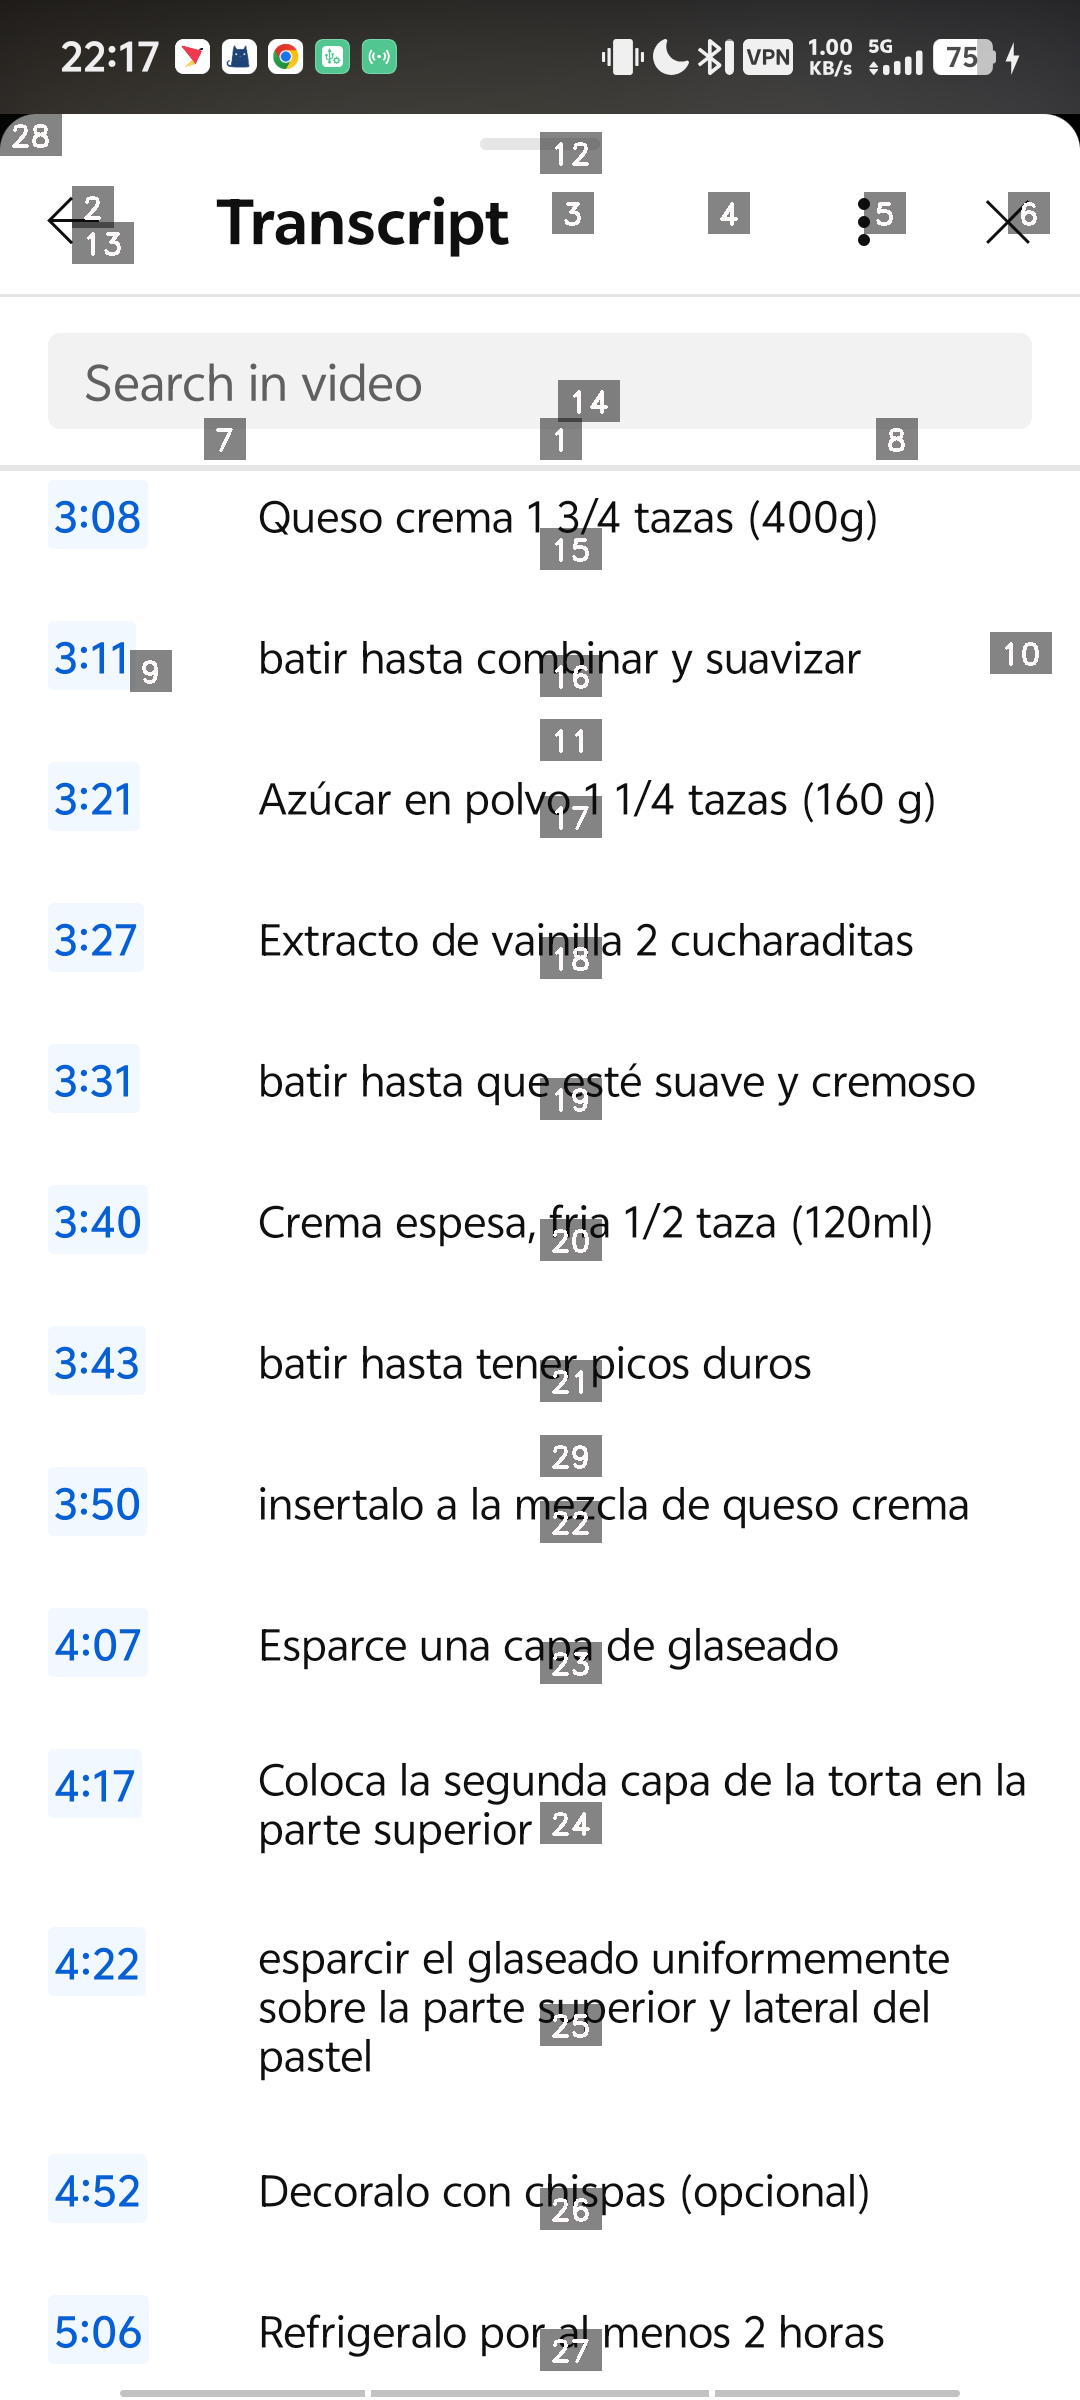 22:17
VPN
1.00 KB/s
5G
75
28
12
2
13
Transcript
3
4
5
6
Search in video
14
7
1
8
3:08 Queso crema 1 3/4 tazas (400g)
15
3:11 batir hasta combinar y suavizar
9
16
10
11
3:21 Azúcar en polvo 1 1/4 tazas (160 g)
17
3:27 Extracto de vainilla 2 cucharaditas
18
3:31 batir hasta que esté suave y cremoso
19
3:40 Crema espesa, fria 1/2 taza (120ml)
20
3:43 batir hasta tener picos duros
21
29
3:50 insertalo a la mezcla de queso crema
22
4:07 Esparce una capa de glaseado
23
4:17 Coloca la segunda capa de la torta en la
parte superior
24
4:22 esparcir el glaseado uniformemente
sobre la parte superior y lateral del
25
pastel
4:52 Decoralo con chispas (opcional)
26
5:06 Refrigeralo por al menos 2 horas
27